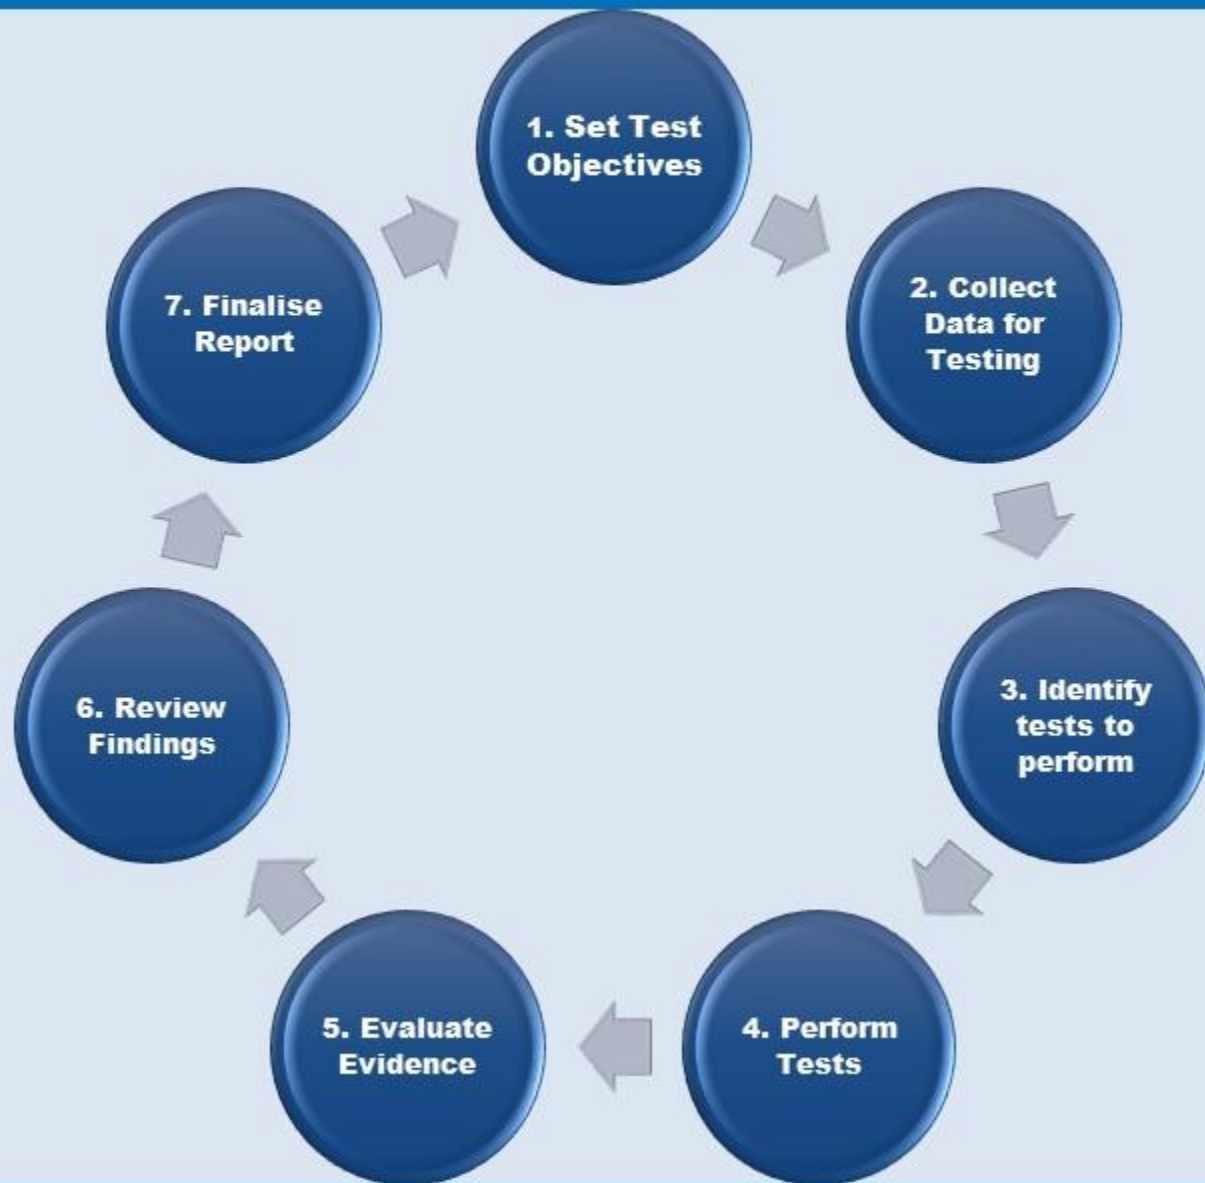 1. Set Test
Objectives
2. Collect
Data for
Testing
3. Identify
tests to
perform
4. Perform
Tests
5. Evaluate
Evidence
6. Review
Findings
7. Finalise
Report